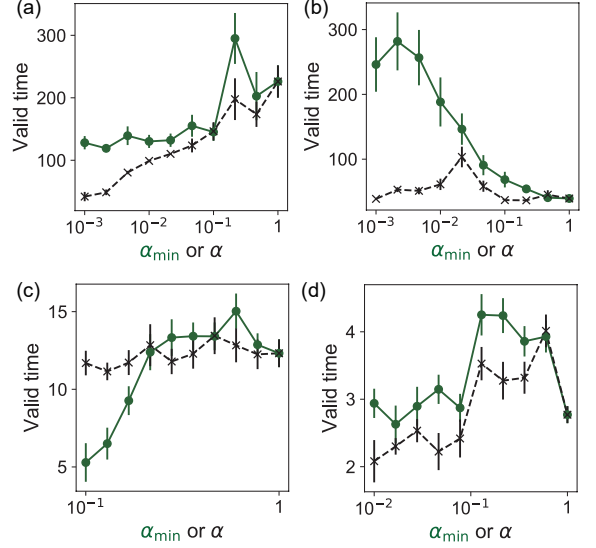 (a)
Valid time
300
200
100
10⁻³
10⁻²
10⁻¹
1
α_min or α
(b)
Valid time
300
200
100
10⁻³
10⁻²
10⁻¹
1
α_min or α
(c)
Valid time
15
10
5
10⁻¹
1
α_min or α
(d)
Valid time
4
3
2
10⁻²
10⁻¹
1
α_min or α